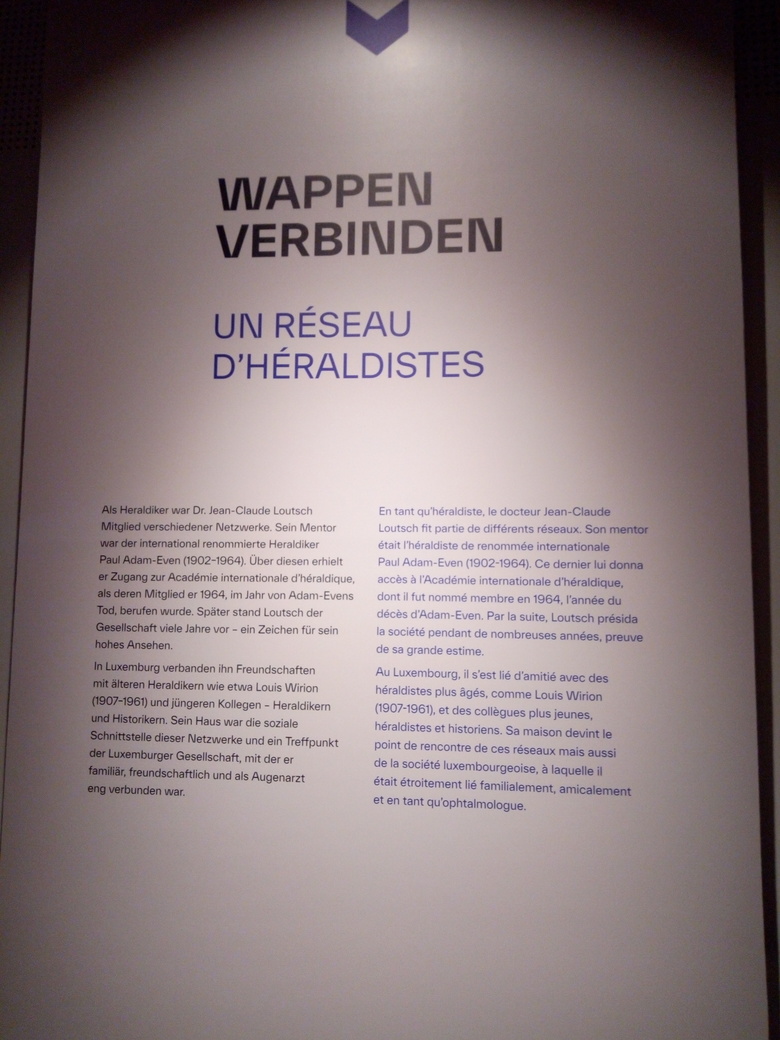 WAPPEN
VERBINDEN
UN RÉSEAU
D'HÉRALDISTES
Als Heraldiker war Dr. Jean-Claude Loutsch
Mitglied verschiedener Netzwerke. Sein Mentor
war der international renommierte Heraldiker
Paul Adam-Even (1902-1964). Über diesen erhielt
er Zugang zur Académie internationale d'héraldique,
als deren Mitglied er 1964, im Jahr von Adam-Evens
Tod, berufen wurde. Später stand Loutsch der
Gesellschaft viele Jahre vor – ein Zeichen für sein
hohes Ansehen.
In Luxemburg verbanden ihn Freundschaften
mit älteren Heraldikern wie etwa Louis Wirion
(1907-1961) und jüngeren Kollegen – Heraldikern
und Historikern. Sein Haus war die soziale
Schnittstelle dieser Netzwerke und ein Treffpunkt
der Luxemburger Gesellschaft, mit der er
familiär, freundschaftlich und als Augenarzt
eng verbunden war.
En tant qu'héraldiste, le docteur Jean-Claude
Loutsch fit partie de différents réseaux. Son mentor
était l'héraldiste de renommée internationale
Paul Adam-Even (1902-1964). Ce dernier lui donna
accès à l'Académie internationale d'héraldique,
dont il fut nommé membre en 1964, l'année du
décès d'Adam-Even. Par la suite, Loutsch présida
la société pendant de nombreuses années, preuve
de sa grande estime.
Au Luxembourg, il s'est lié d'amitié avec des
héraldistes plus âgés, comme Louis Wirion
(1907-1961), et des collègues plus jeunes,
héraldistes et historiens. Sa maison devint le
point de rencontre de ces réseaux mais aussi
de la société luxembourgeoise, à laquelle il
était étroitement lié familialement, amicalement
et en tant qu'ophtalmologue.